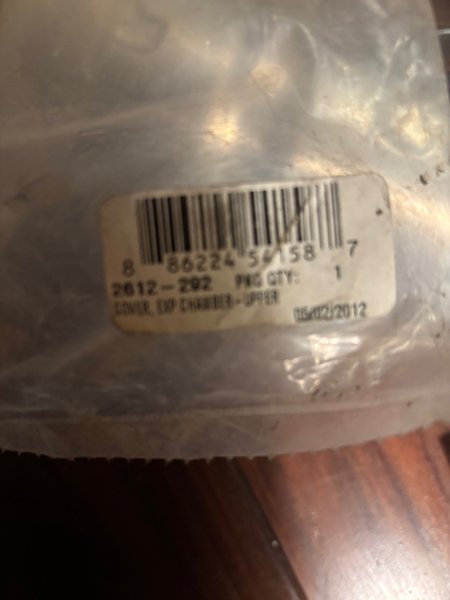 8 86224 54158 7
2612-292 PKG QTY: 1
COVER, EXP CHAMBER-UPPER
05/02/2012